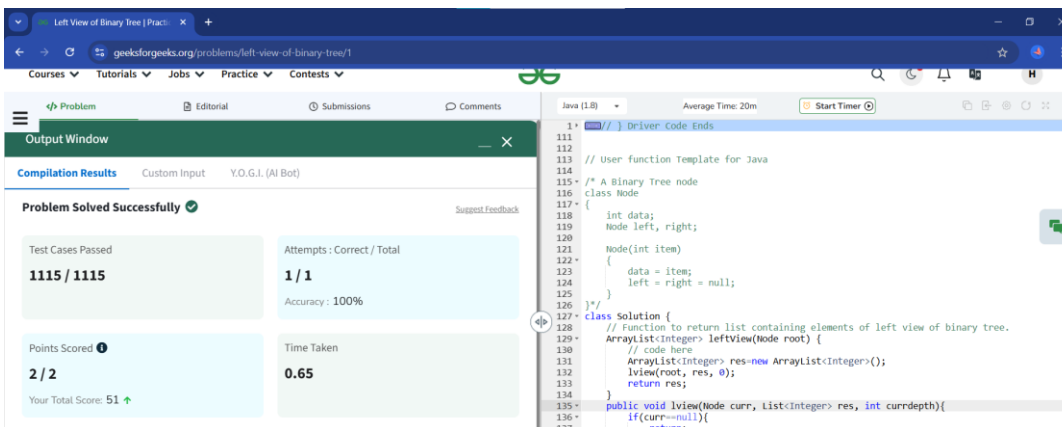 Left View of Binary Tree | Practi
geeksforgeeks.org/problems/left-view-of-binary-tree/1
Courses Tutorials Jobs Practice Contests
H
</> Problem Editorial Submissions Comments
Output Window
Compilation Results Custom Input Y.O.G.I. (AI Bot)
Problem Solved Successfully
Suggest Feedback
Test Cases Passed
1115 / 1115
Attempts : Correct / Total
1 / 1
Accuracy : 100%
Points Scored
2 / 2
Your Total Score: 51
Time Taken
0.65
Java (1.8) Average Time: 20m Start Timer
1 // } Driver Code Ends
111
112
113 // User function Template for Java
114
115 /* A Binary Tree node
116 class Node
117 {
118 int data;
119 Node left, right;
120
121 Node(int item)
122 {
123 data = item;
124 left = right = null;
125 }
126 }*/
127 class Solution {
128 // Function to return list containing elements of left view of binary tree.
129 ArrayList<Integer> leftView(Node root) {
130 // code here
131 ArrayList<Integer> res=new ArrayList<Integer>();
132 lview(root, res, 0);
133 return res;
134 }
135 public void lview(Node curr, List<Integer> res, int currdepth){
136 if(curr==null){